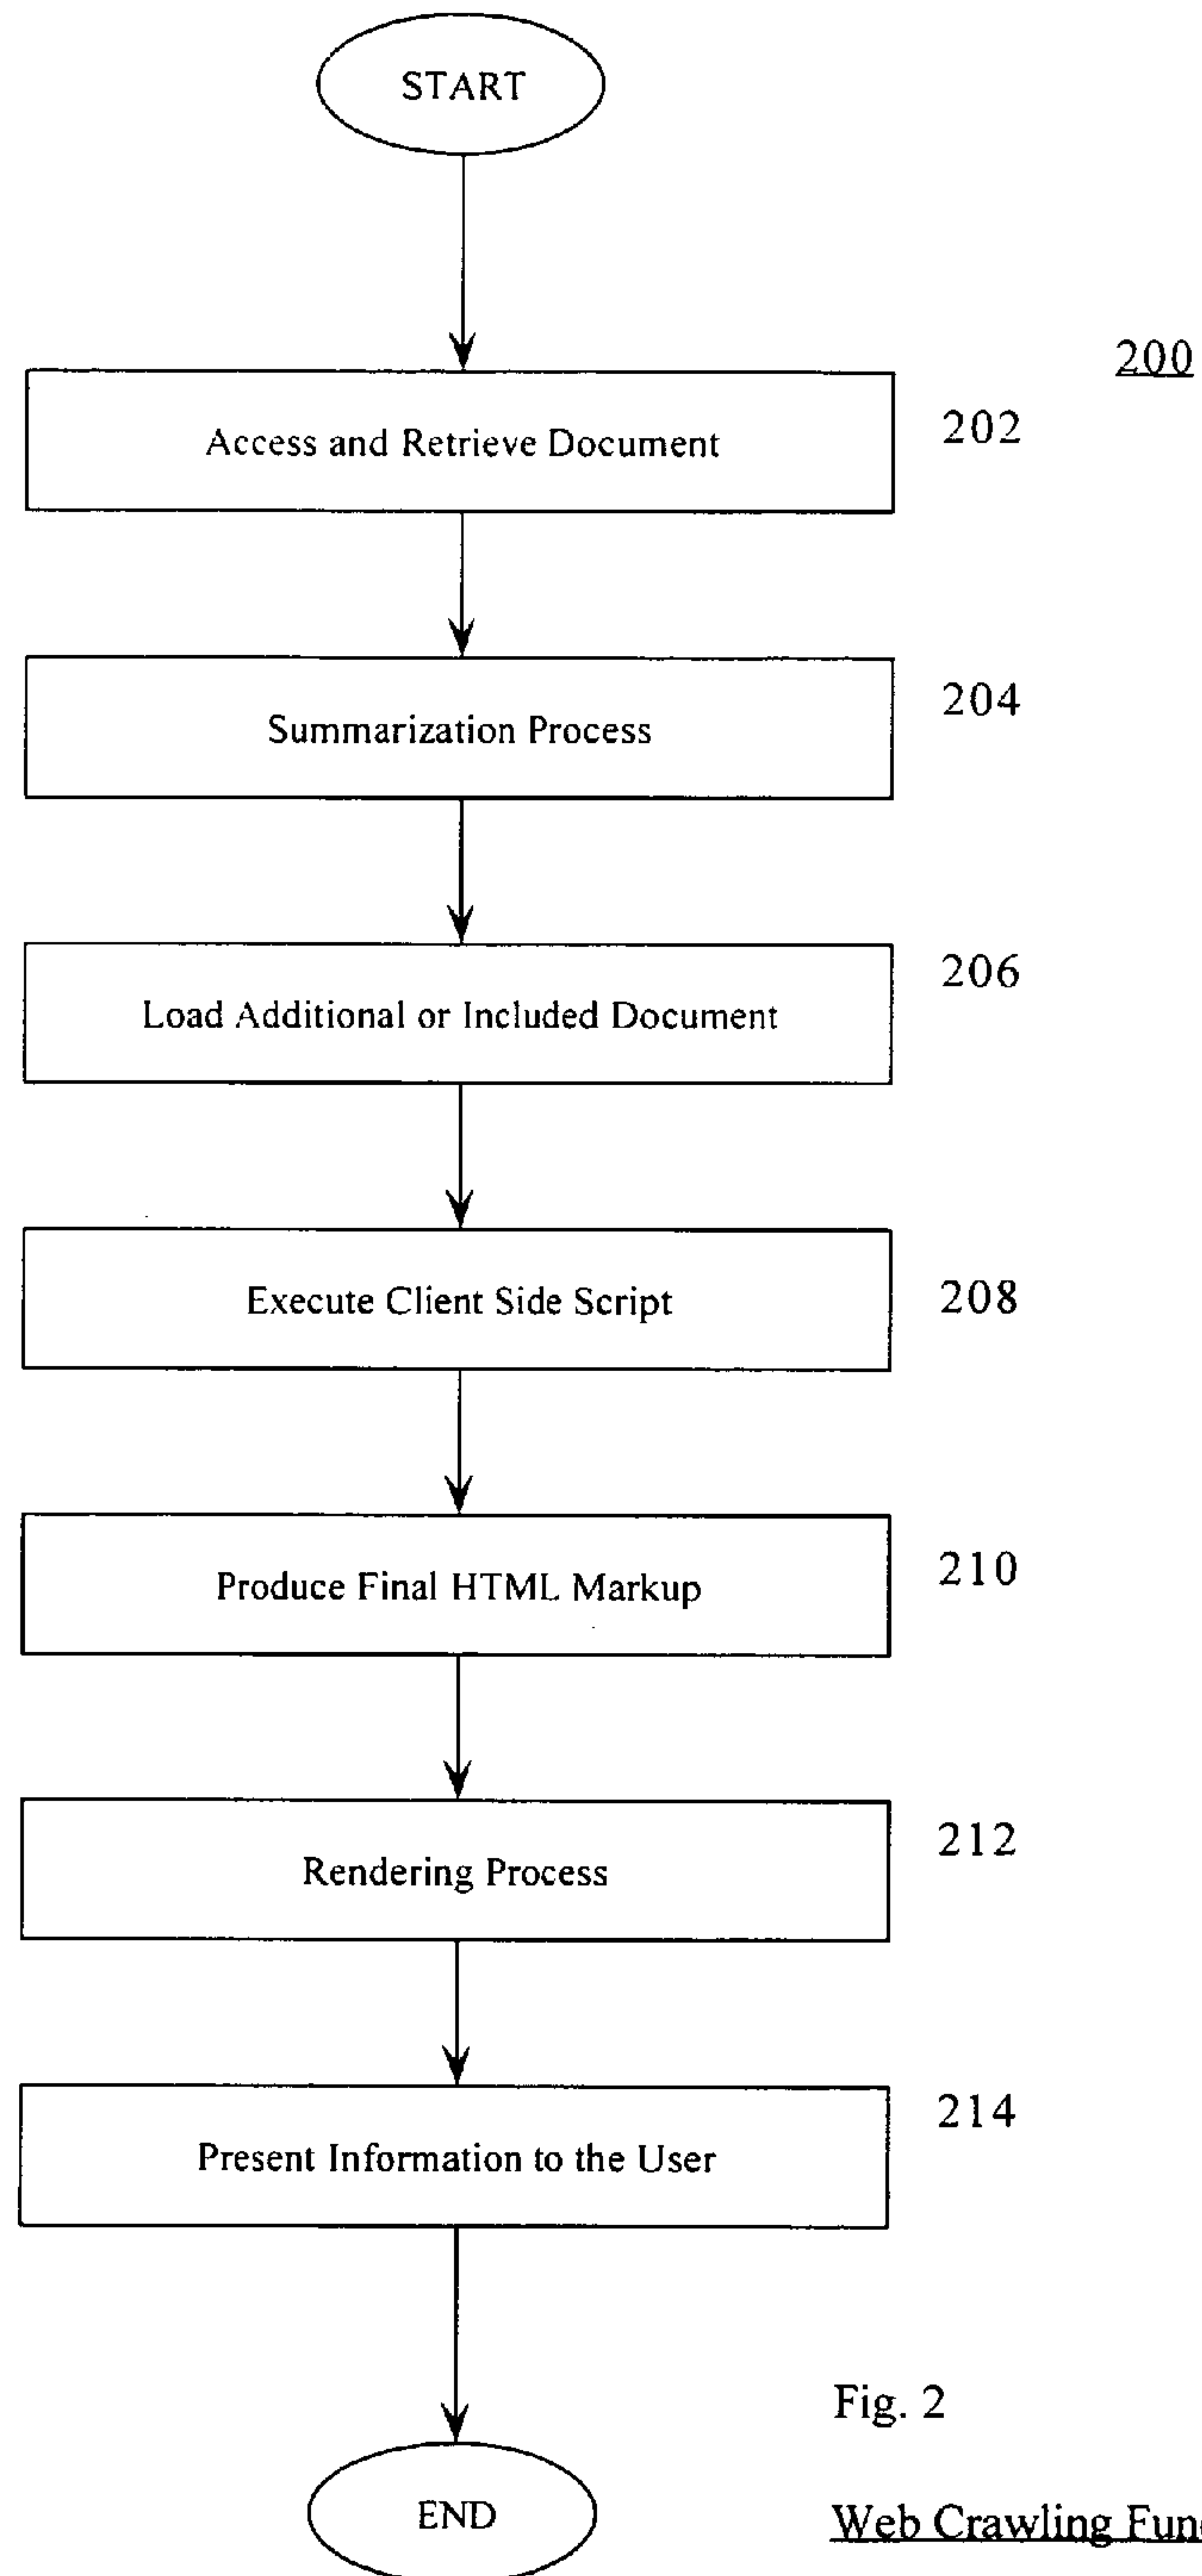 START
200
Access and Retrieve Document
202
Summarization Process
204
Load Additional or Included Document
206
Execute Client Side Script
208
Produce Final HTML Markup
210
Rendering Process
212
Present Information to the User
214
Fig. 2
END
Web Crawling